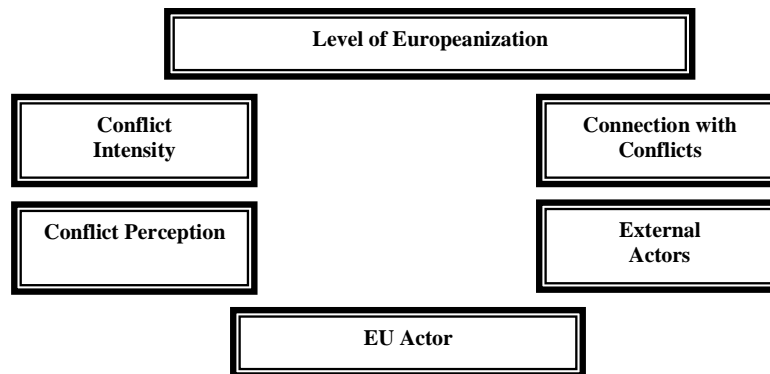 Level of Europeanization
Conflict
Intensity
Connection with
Conflicts
Conflict Perception
External
Actors
EU Actor